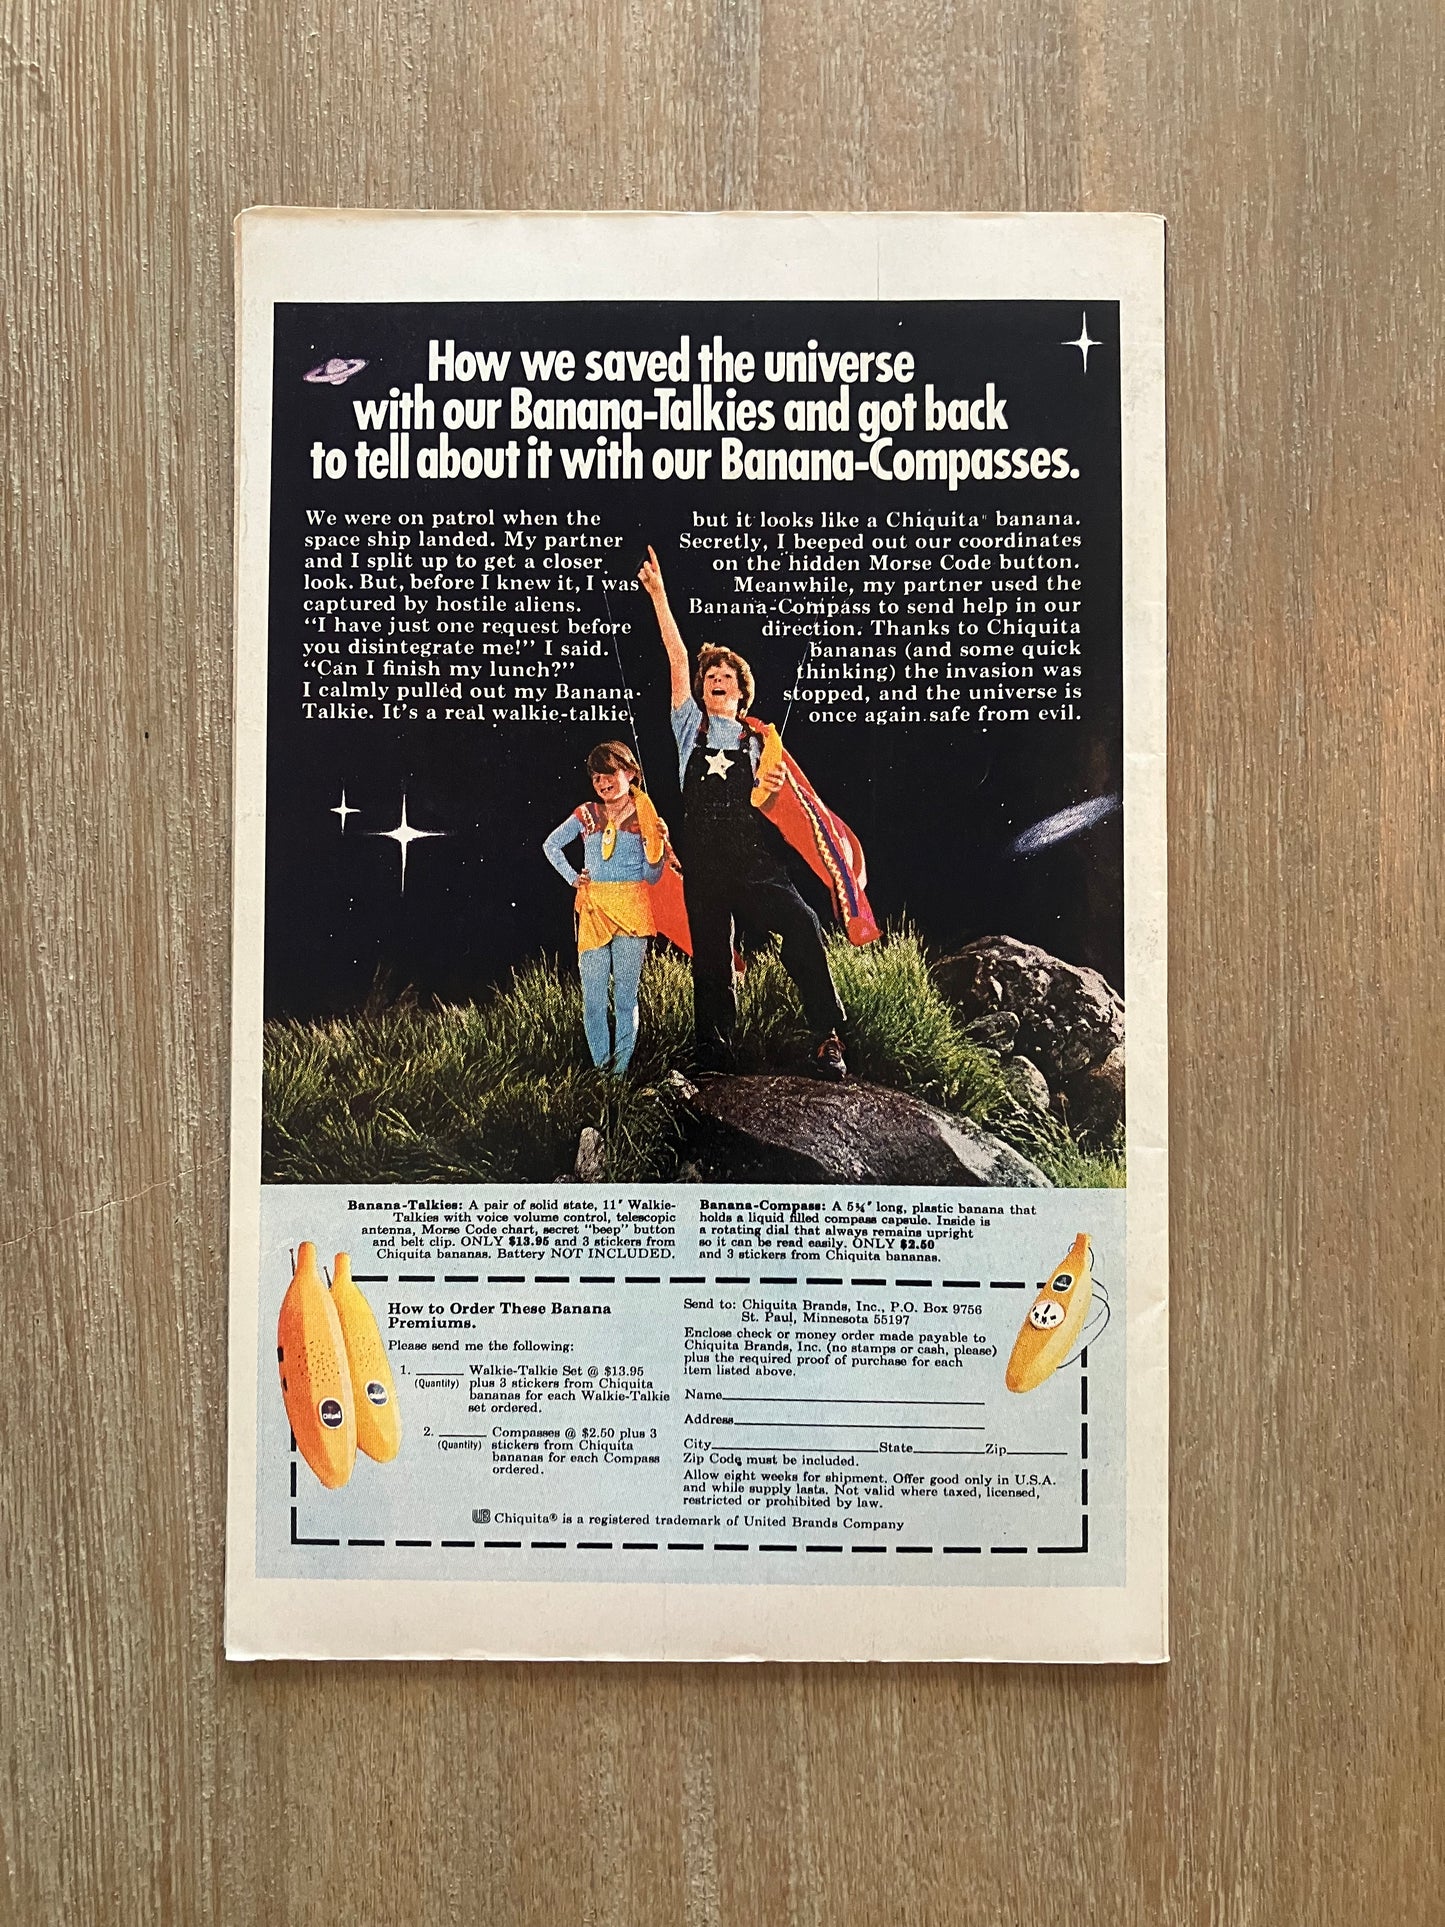 How we saved the universe
with our Banana-Talkies and got back
to tell about it with our Banana-Compasses.
We were on patrol when the
space ship landed. My partner
and I split up to get a closer
look. But, before I knew it, I was
captured by hostile aliens.
"I have just one request before
you disintegrate me!" I said.
"Can I finish my lunch?"
I calmly pulled out my Banana-
Talkie. It's a real walkie-talkie,
but it looks like a Chiquita® banana.
Secretly, I beeped out our coordinates
on the hidden Morse Code button.
Meanwhile, my partner used the
Banana-Compass to send help in our
direction. Thanks to Chiquita
bananas (and some quick
thinking) the invasion was
stopped, and the universe is
once again safe from evil.
Banana-Talkies: A pair of solid state, 11" Walkie-
Talkies with voice volume control, telescopic
antenna, Morse Code chart, secret "beep" button
and belt clip. ONLY $13.95 and 3 stickers from
Chiquita bananas. Battery NOT INCLUDED.
Banana-Compass: A 5¾" long, plastic banana that
holds a liquid filled compass capsule. Inside is
a rotating dial that always remains upright
so it can be read easily. ONLY $2.50
and 3 stickers from Chiquita bananas.
How to Order These Banana
Premiums.
Please send me the following:
1. ______ Walkie-Talkie Set @ $13.95
(Quantity) plus 3 stickers from Chiquita
bananas for each Walkie-Talkie
set ordered.
2. ______ Compasses @ $2.50 plus 3
(Quantity) stickers from Chiquita
bananas for each Compass
ordered.
Send to: Chiquita Brands, Inc., P.O. Box 9756
St. Paul, Minnesota 55197
Enclose check or money order made payable to
Chiquita Brands, Inc. (no stamps or cash, please)
plus the required proof of purchase for each
item listed above.
Name
Address
City State Zip
Zip Code must be included.
Allow eight weeks for shipment. Offer good only in U.S.A.
and while supply lasts. Not valid where taxed, licensed,
restricted or prohibited by law.
UB Chiquita® is a registered trademark of United Brands Company
Chiquita